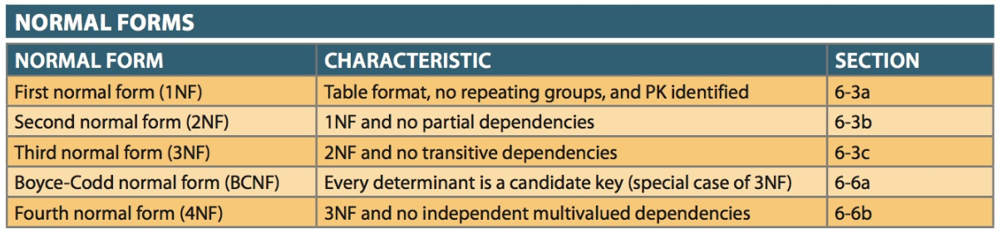 NORMAL FORMS
NORMAL FORM CHARACTERISTIC SECTION
First normal form (1NF) Table format, no repeating groups, and PK identified 6-3a
Second normal form (2NF) 1NF and no partial dependencies 6-3b
Third normal form (3NF) 2NF and no transitive dependencies 6-3c
Boyce-Codd normal form (BCNF) Every determinant is a candidate key (special case of 3NF) 6-6a
Fourth normal form (4NF) 3NF and no independent multivalued dependencies 6-6b